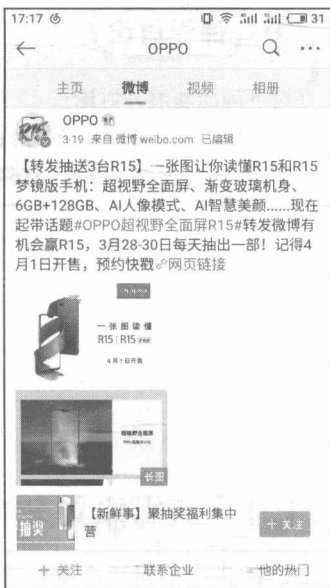 17:17
31
OPPO
主页 微博 视频 相册
OPPO
3-19 来自 微博 weibo.com 已编辑
【转发抽送3台R15】一张图让你读懂R15和R15
梦镜版手机：超视野全面屏、渐变玻璃机身、
6GB+128GB、AI人像模式、AI智慧美颜......现在
起带话题#OPPO超视野全面屏R15#转发微博有
机会赢R15，3月28-30日每天抽出一部！记得4
月1日开售，预约快戳网页链接
一张图读懂
R15 | R15
4月1日开售
超视野全面屏
长图
抽奖
【新鲜事】聚抽奖福利集中
营
+ 关注
+ 关注 联系企业 他的热门